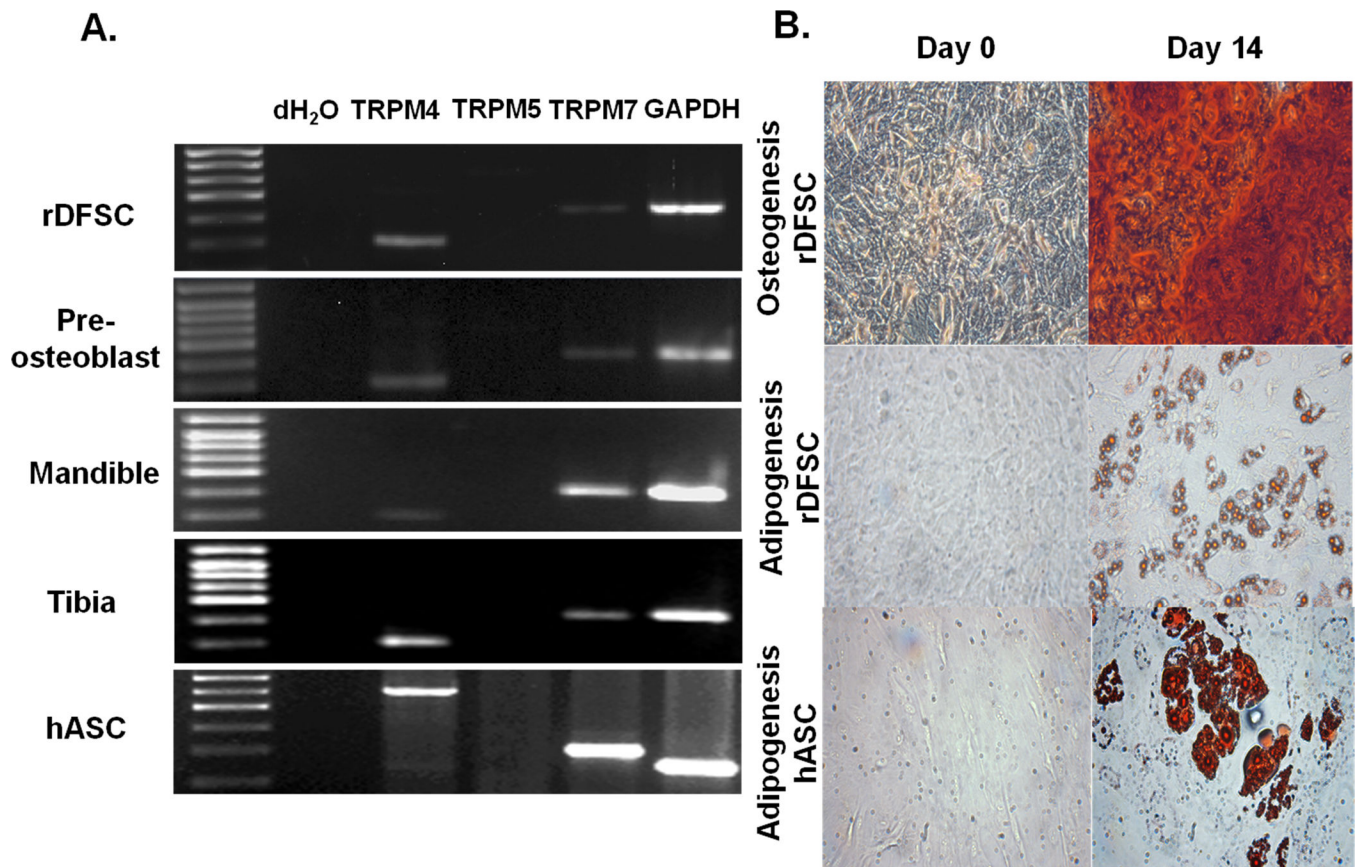 A.
dH₂O TRPM4 TRPM5 TRPM7 GAPDH
rDFSC
Pre-
osteoblast
Mandible
Tibia
hASC
B.
Day 0 Day 14
Osteogenesis
rDFSC
Adipogenesis
rDFSC
Adipogenesis
hASC